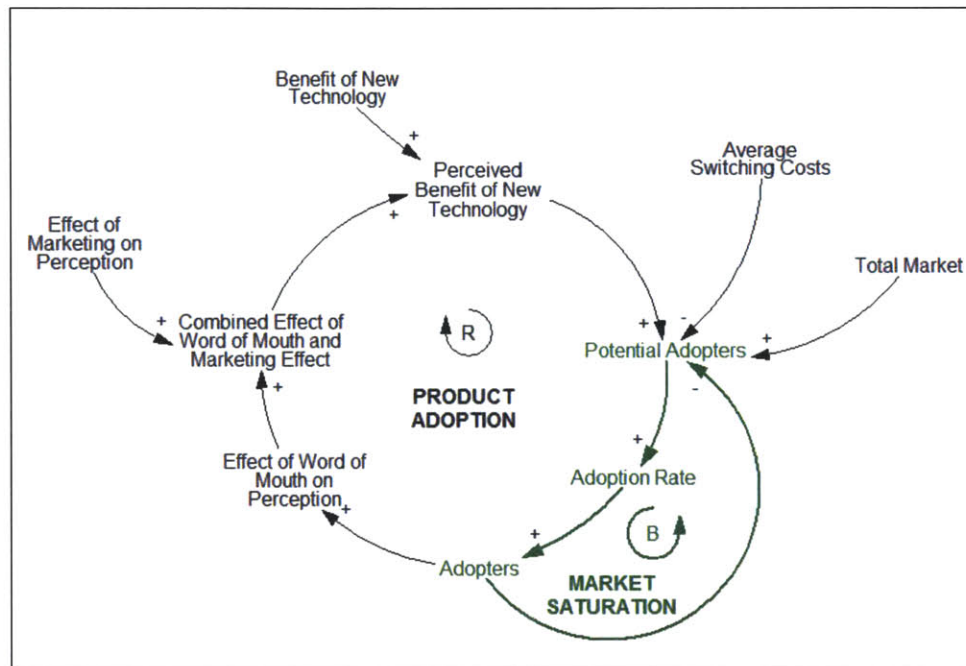 Benefit of New
Technology
+
Perceived
Benefit of New
Technology
+
Average
Switching Costs
Effect of
Marketing on
Perception
Total Market
+
Combined Effect of
Word of Mouth and
Marketing Effect
R
+
-
+
Potential Adopters
+
PRODUCT
ADOPTION
-
+
Effect of Word of
Mouth on
Perception
Adoption Rate
+
+
B
Adopters
MARKET
SATURATION